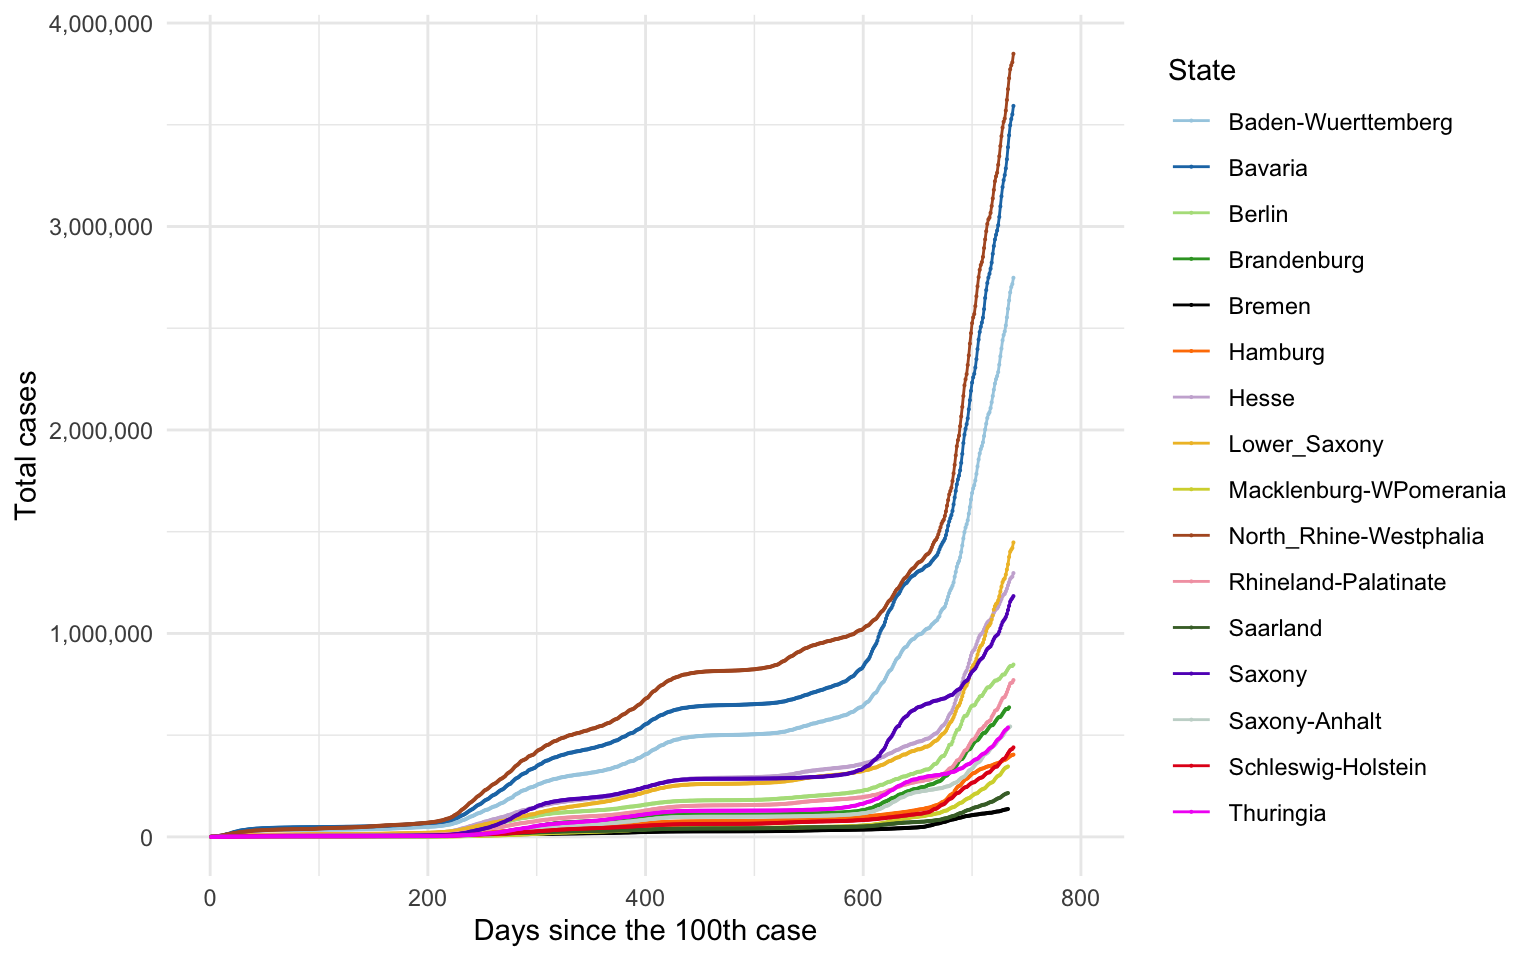 4,000,000
3,000,000
2,000,000
1,000,000
0
Total cases
0 200 400 600 800
Days since the 100th case
State
Baden-Wuerttemberg
Bavaria
Berlin
Brandenburg
Bremen
Hamburg
Hesse
Lower_Saxony
Macklenburg-WPomerania
North_Rhine-Westphalia
Rhineland-Palatinate
Saarland
Saxony
Saxony-Anhalt
Schleswig-Holstein
Thuringia